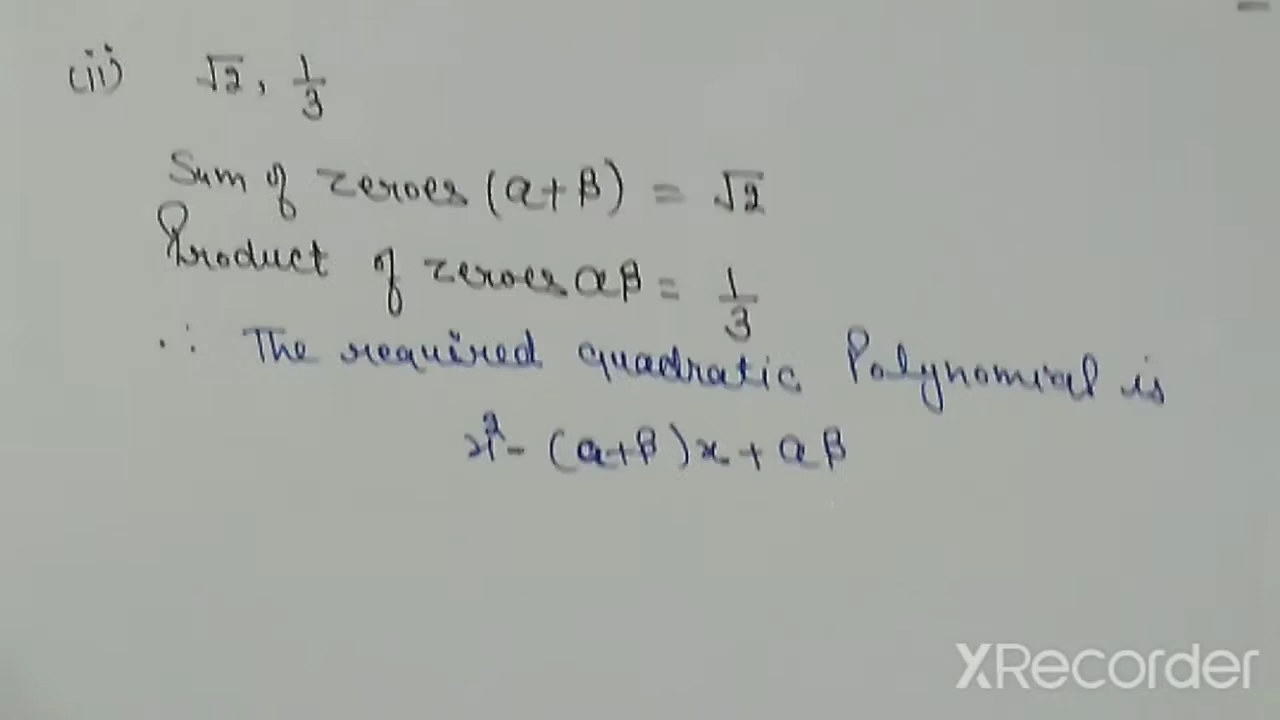 (ii) √2, 1/3
Sum of zeroes (α+β) = √2
Product of zeroes αβ = 1/3
∴ The required quadratic Polynomial is
x² - (α+β)x + αβ
XRecorder